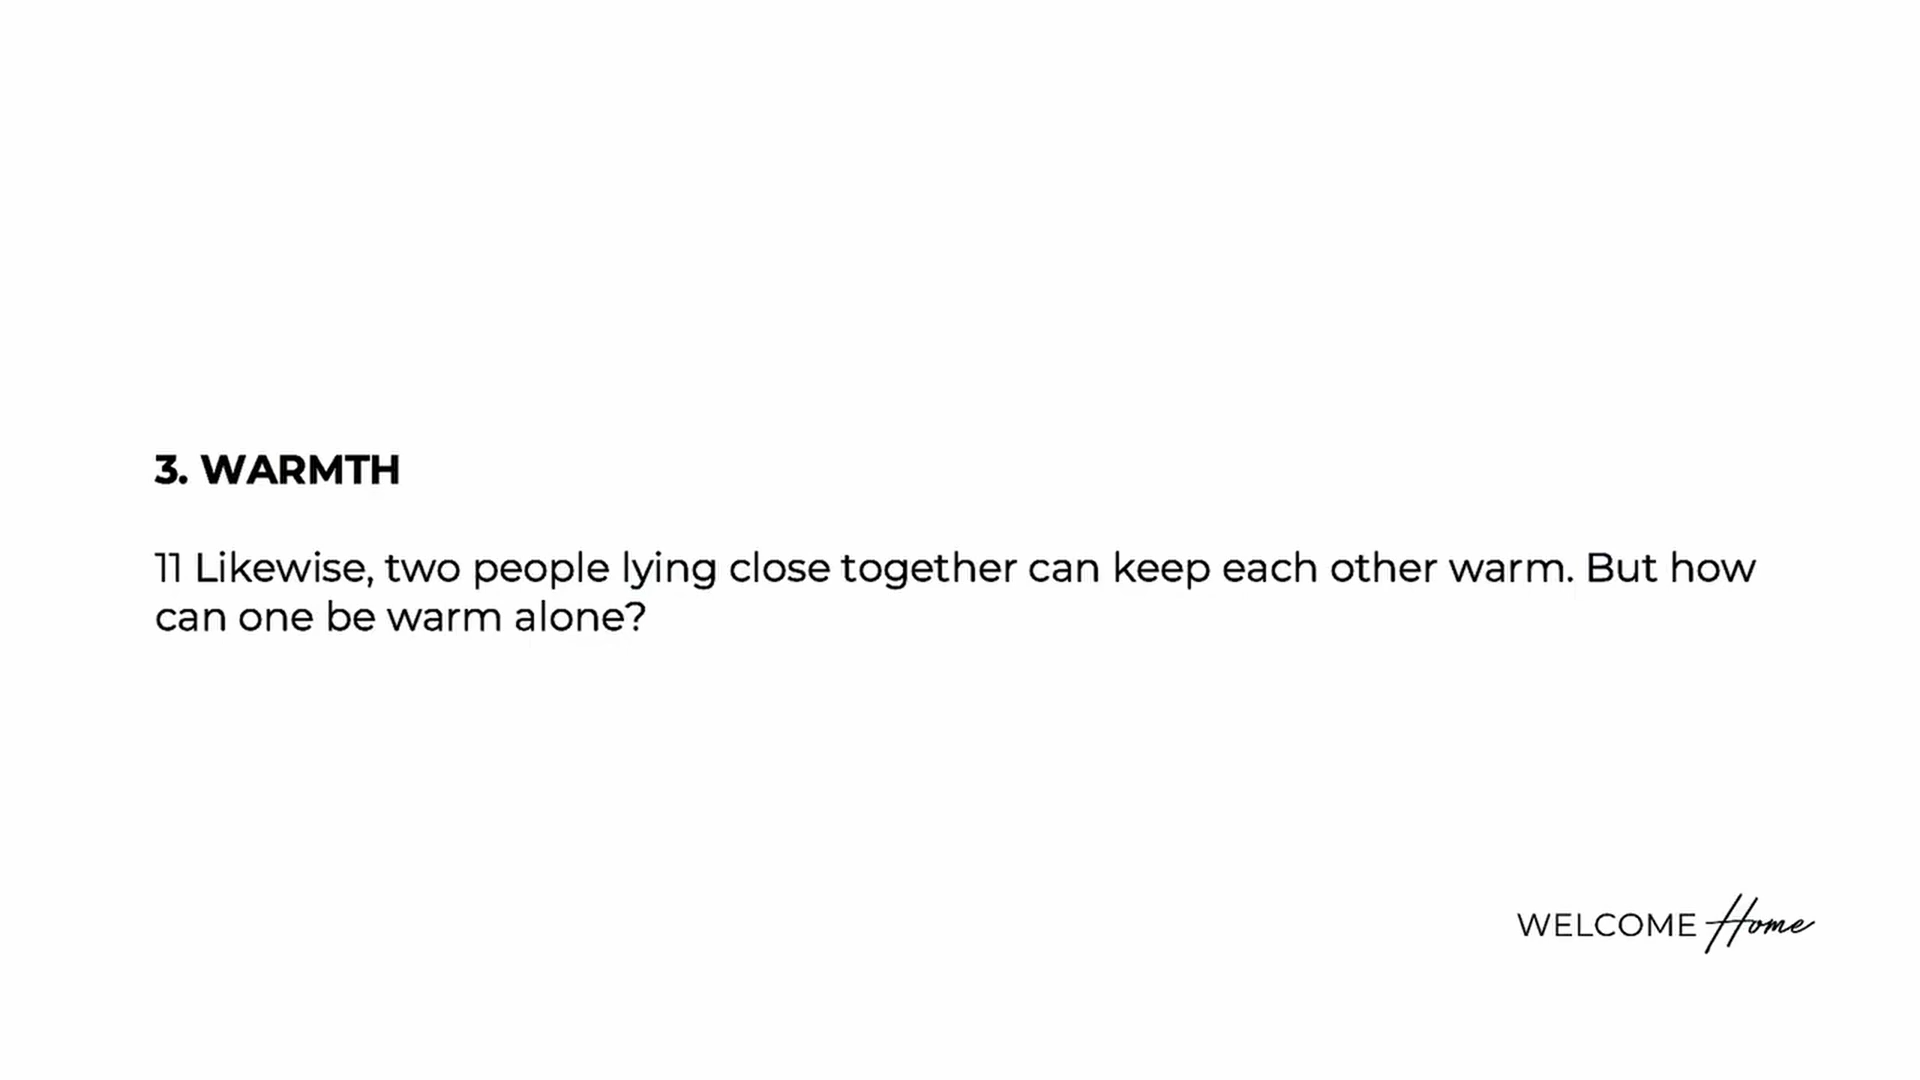 3. WARMTH
11 Likewise, two people lying close together can keep each other warm. But how
can one be warm alone?
WELCOME Home